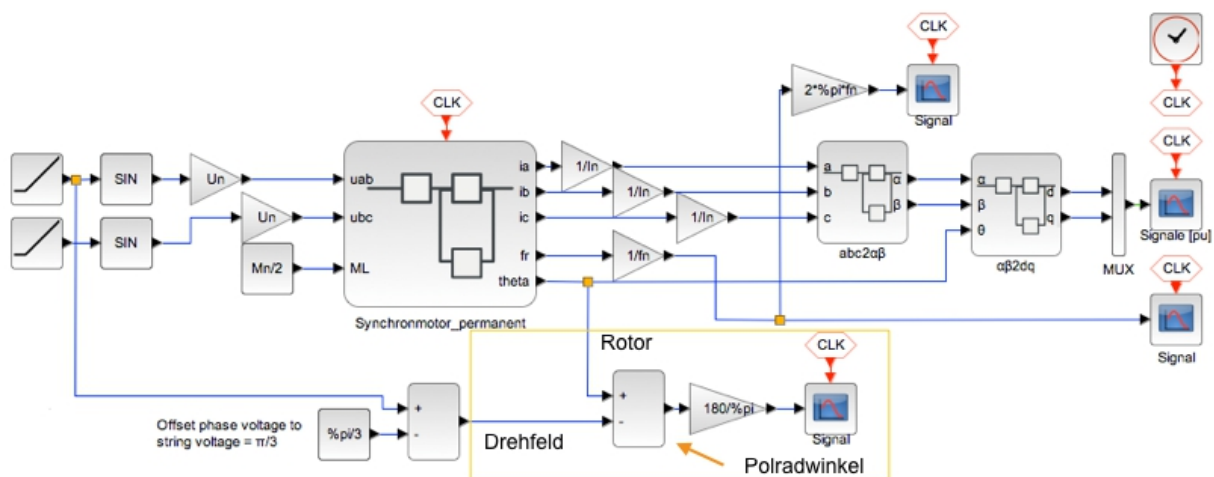 CLK
CLK
2*%pi*fn
Signal
CLK
CLK
CLK
SIN
Un
uab
ia
1/In
a
α
α
d
ib
1/In
b
β
β
q
SIN
Un
ubc
ic
1/In
c
θ
Signale [pu]
abc2αβ
αβ2dq
MUX
Mn/2
ML
fr
1/fn
theta
CLK
Synchronmotor_permanent
Rotor
CLK
Signal
+
+
180/%pi
Offset phase voltage to
string voltage = π/3
%pi/3
-
-
Drehfeld
Signal
Polradwinkel